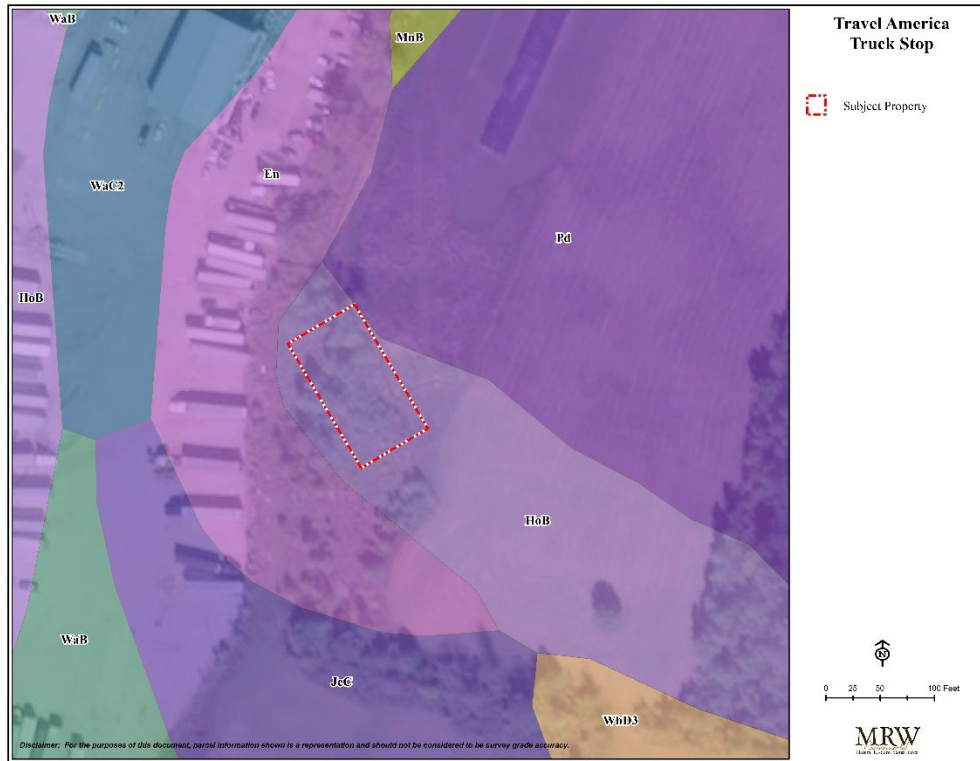 WaB
MnB
Travel America
Truck Stop
Subject Property
En
WaC2
Pd
HoB
HoB
WaB
JeC
WbD3
N
0 25 50 100 Feet
Disclaimer: For the purposes of this document, parcel information shown is a representation and should not be considered to be survey grade accuracy.
MRW